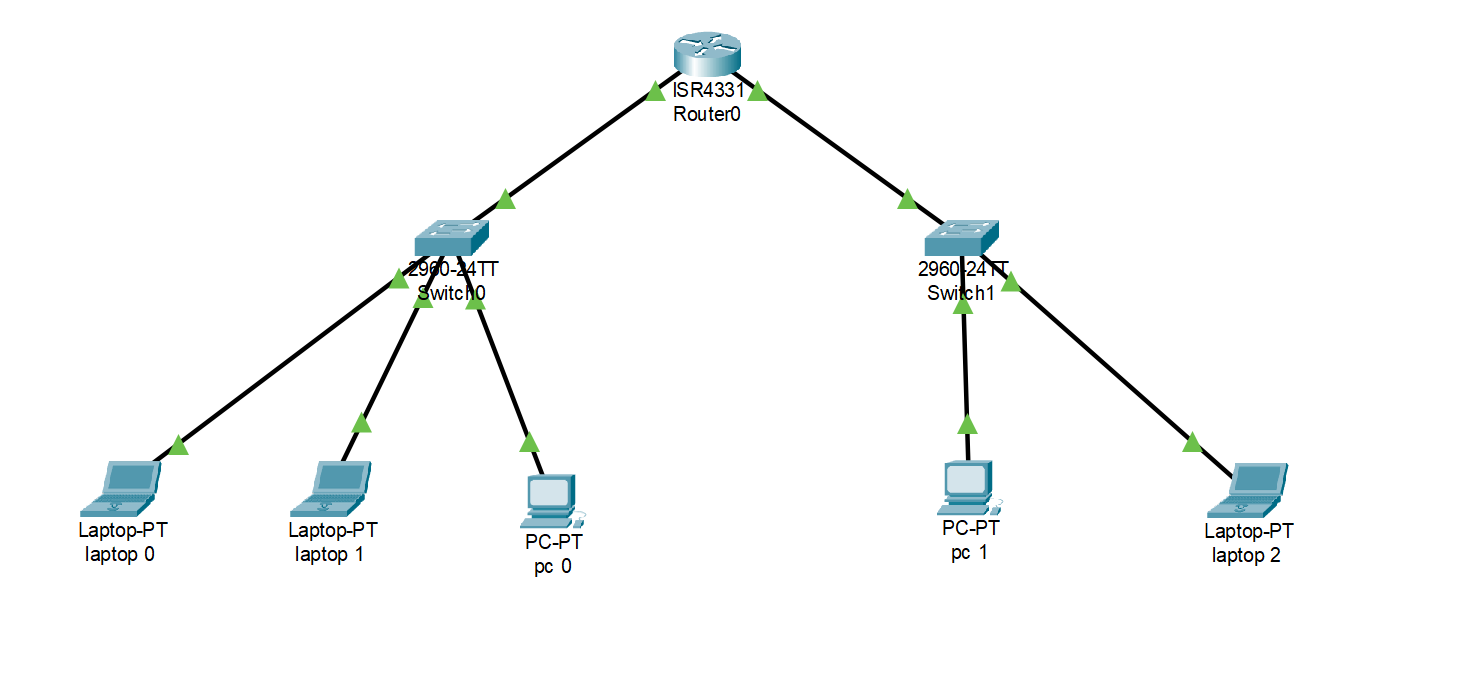 ISR4331
Router0
2960-24TT
Switch0
2960-24TT
Switch1
Laptop-PT
laptop 0
Laptop-PT
laptop 1
PC-PT
pc 0
PC-PT
pc 1
Laptop-PT
laptop 2